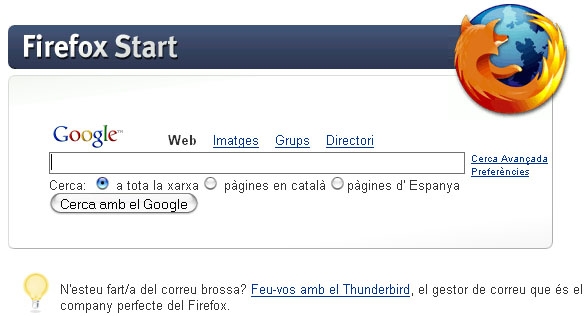 Firefox Start
Google™ Web Imatges Grups Directori
Cerca Avançada
Preferències
Cerca: a tota la xarxa pàgines en català pàgines d' Espanya
Cerca amb el Google
N'esteu fart/a del correu brossa? Feu-vos amb el Thunderbird, el gestor de correu que és el
company perfecte del Firefox.